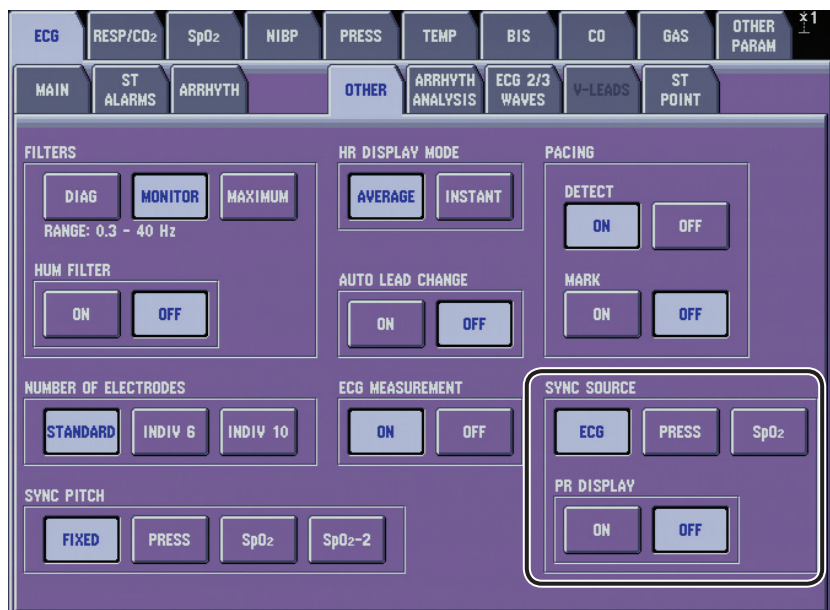 ECG RESP/CO2 SpO2 NIBP PRESS TEMP BIS CO GAS OTHER PARAM ×1
MAIN ST ALARMS ARRHYTH OTHER ARRHYTH ANALYSIS ECG 2/3 WAVES V-LEADS ST POINT
FILTERS
DIAG MONITOR MAXIMUM
RANGE: 0.3 - 40 Hz
HUM FILTER
ON OFF
HR DISPLAY MODE
AVERAGE INSTANT
AUTO LEAD CHANGE
ON OFF
PACING
DETECT
ON OFF
MARK
ON OFF
NUMBER OF ELECTRODES
STANDARD INDIV 6 INDIV 10
ECG MEASUREMENT
ON OFF
SYNC SOURCE
ECG PRESS SpO2
PR DISPLAY
ON OFF
SYNC PITCH
FIXED PRESS SpO2 SpO2-2